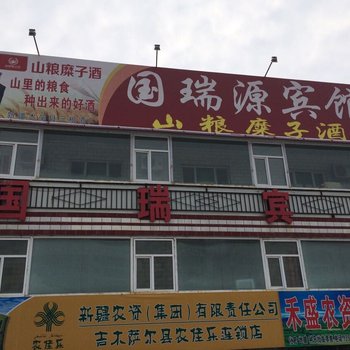 山粮糜子酒
山里的粮食
种出来的好酒
国瑞源宾馆
山粮糜子酒
国瑞宾
新疆农资（集团）有限责任公司
吉木萨尔县农佳乐连锁店
农佳乐
禾盛农资